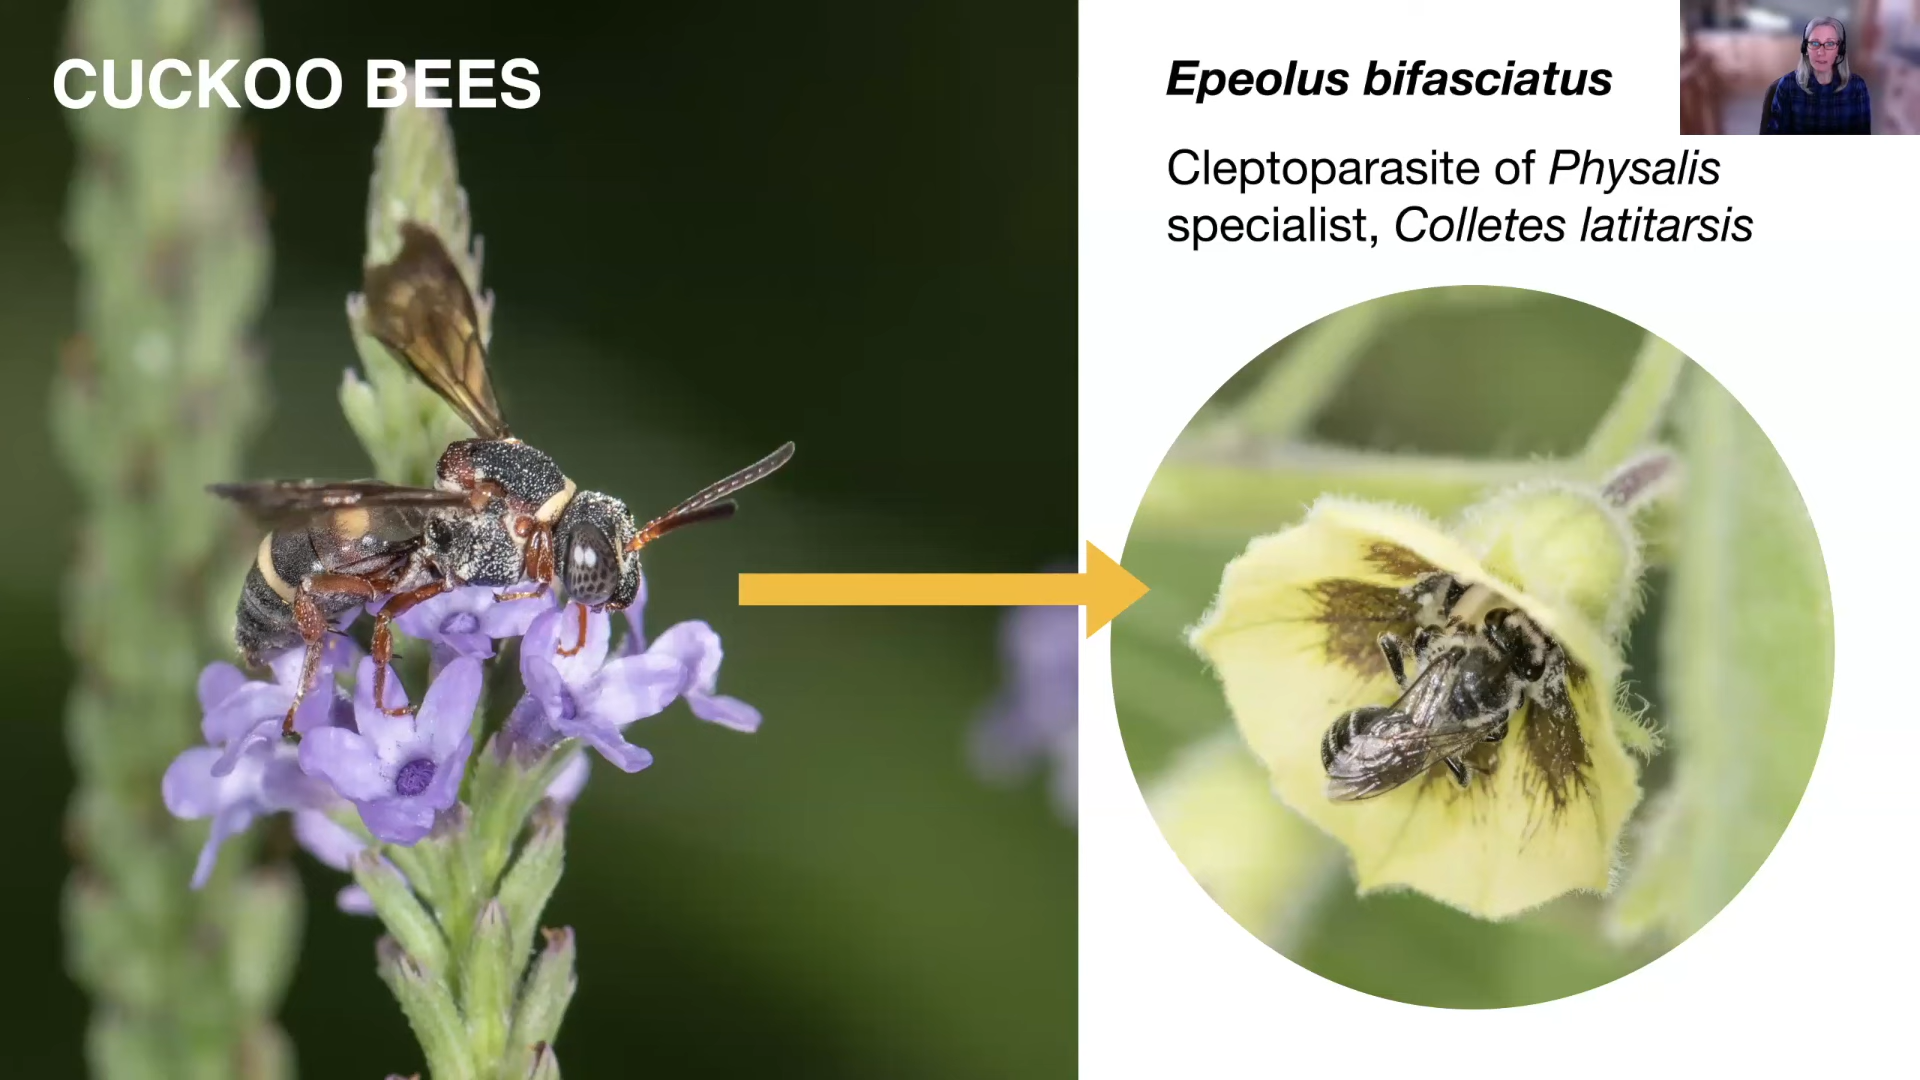 CUCKOO BEES
Epeolus bifasciatus
Cleptoparasite of Physalis
specialist, Colletes latitarsis